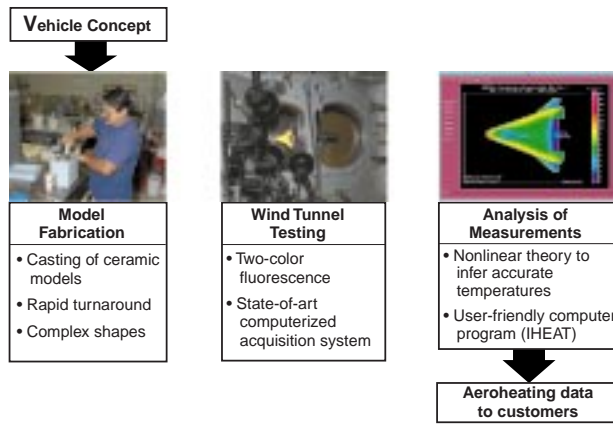 Vehicle Concept
Model
Fabrication
• Casting of ceramic
models
• Rapid turnaround
• Complex shapes
Wind Tunnel
Testing
• Two-color
fluorescence
• State-of-art
computerized
acquisition system
Analysis of
Measurements
• Nonlinear theory to
infer accurate
temperatures
• User-friendly computer
program (IHEAT)
Aeroheating data
to customers